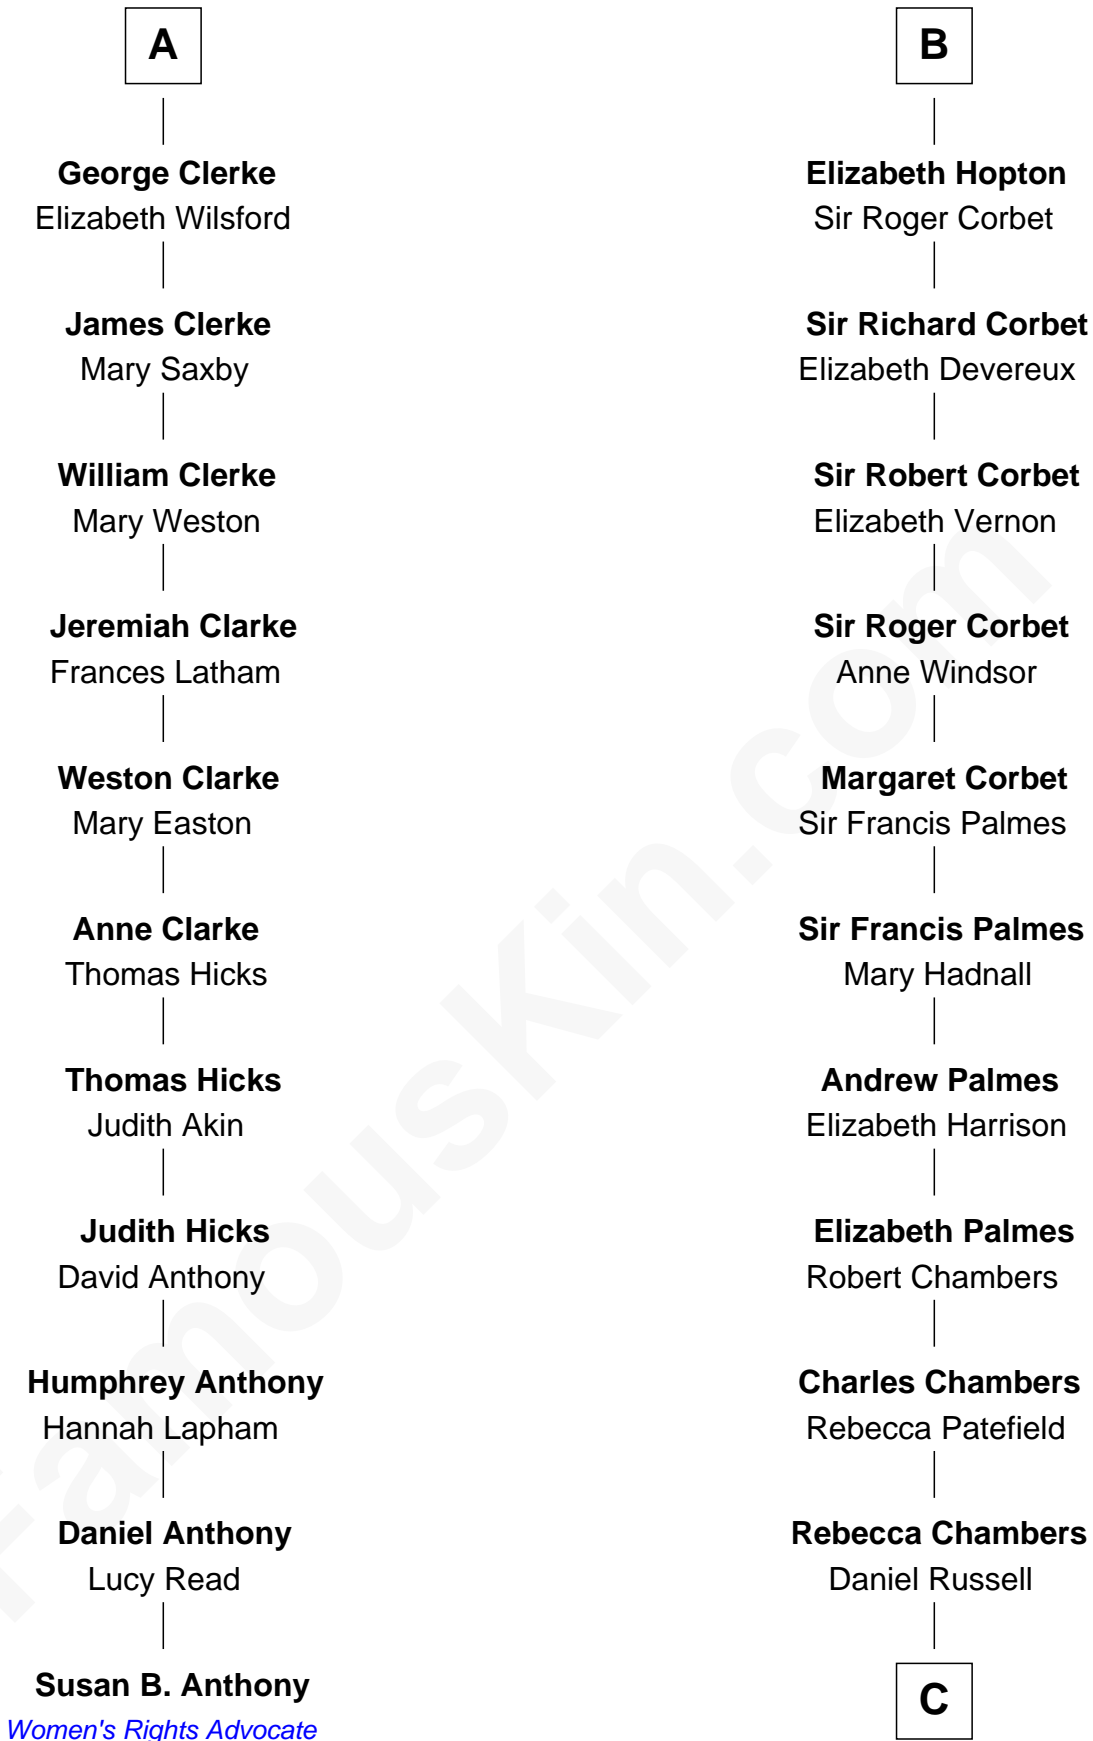 A
George Clerke
Elizabeth Wilsford
James Clerke
Mary Saxby
William Clerke
Mary Weston
Jeremiah Clarke
Frances Latham
Weston Clarke
Mary Easton
Anne Clarke
Thomas Hicks
Thomas Hicks
Judith Akin
Judith Hicks
David Anthony
Humphrey Anthony
Hannah Lapham
Daniel Anthony
Lucy Read
Susan B. Anthony
Women's Rights Advocate
B
Elizabeth Hopton
Sir Roger Corbet
Sir Richard Corbet
Elizabeth Devereux
Sir Robert Corbet
Elizabeth Vernon
Sir Roger Corbet
Anne Windsor
Margaret Corbet
Sir Francis Palmes
Sir Francis Palmes
Mary Hadnall
Andrew Palmes
Elizabeth Harrison
Elizabeth Palmes
Robert Chambers
Charles Chambers
Rebecca Patefield
Rebecca Chambers
Daniel Russell
C
FamousKin.com